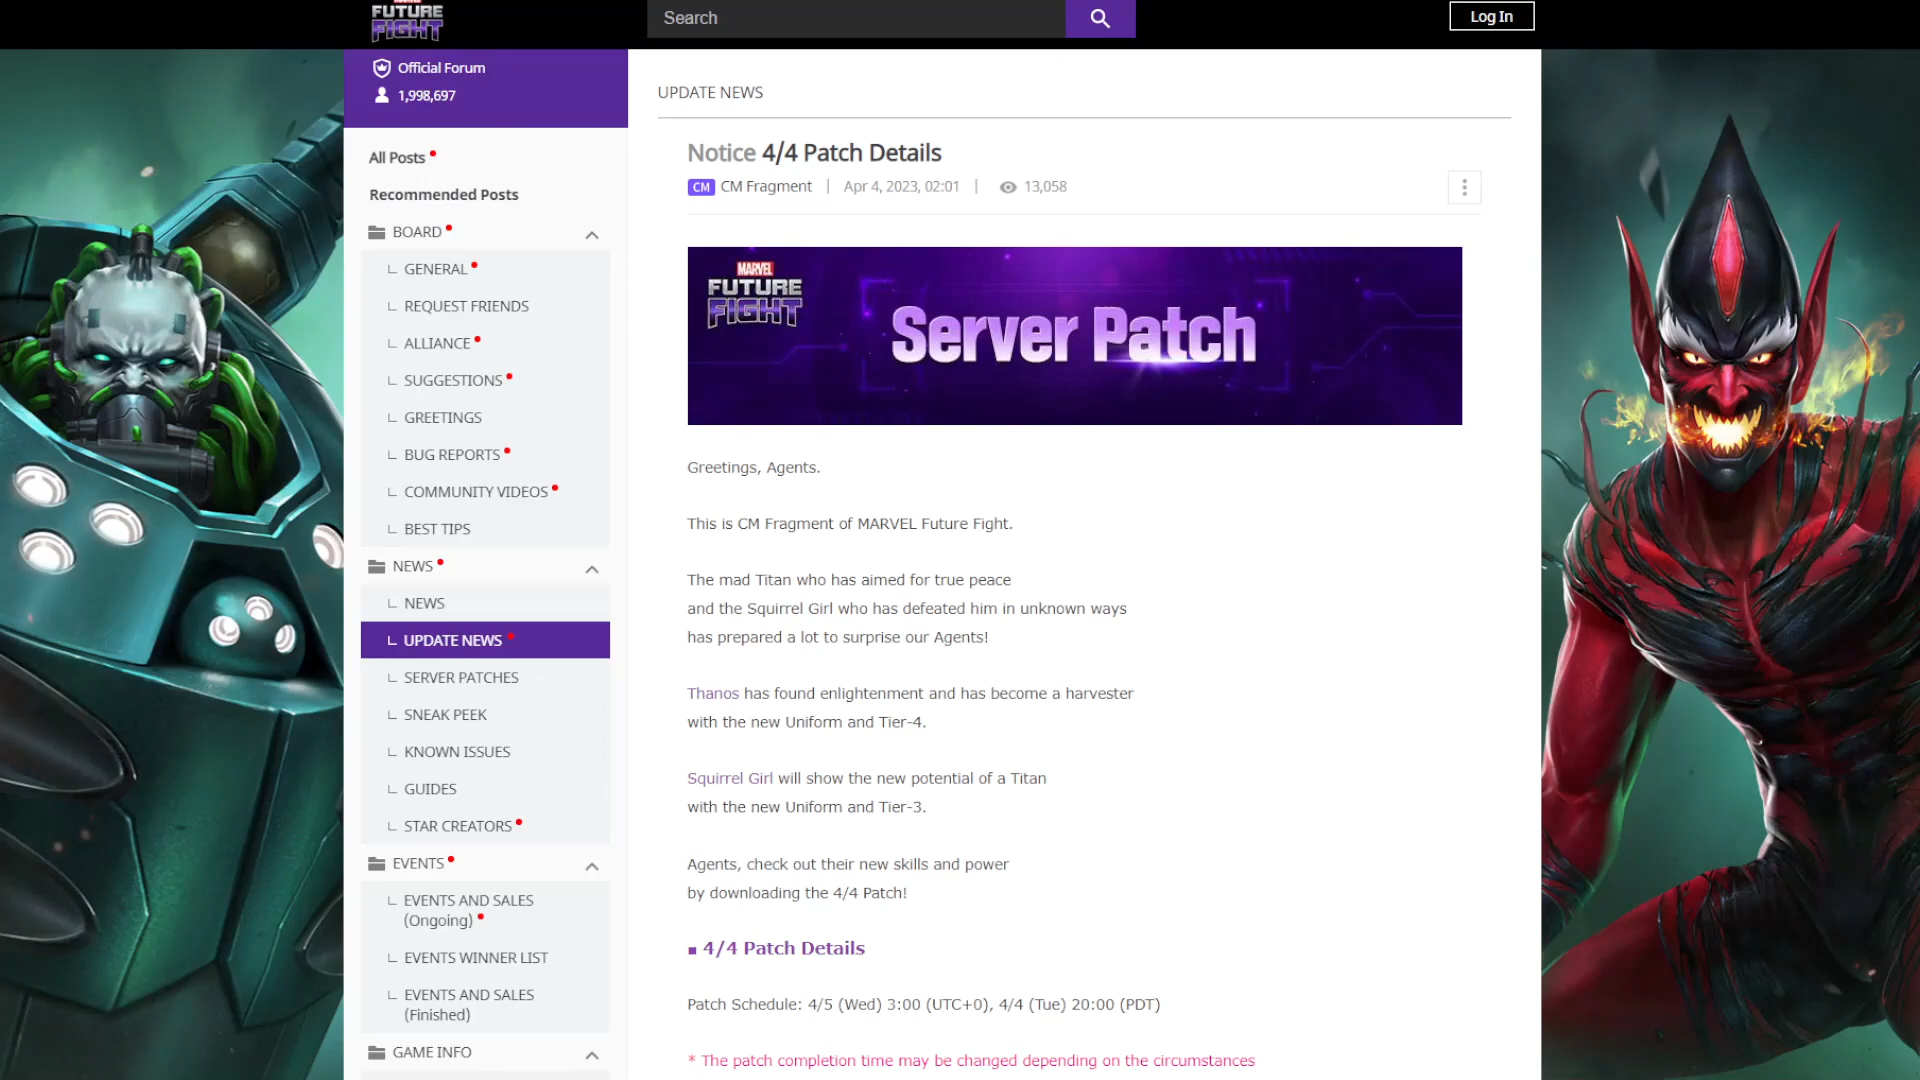 MARVEL
FUTURE
FIGHT
Search
Log In
Official Forum
1,998,697
All Posts
Recommended Posts
BOARD
GENERAL
REQUEST FRIENDS
ALLIANCE
SUGGESTIONS
GREETINGS
BUG REPORTS
COMMUNITY VIDEOS
BEST TIPS
NEWS
NEWS
UPDATE NEWS
SERVER PATCHES
SNEAK PEEK
KNOWN ISSUES
GUIDES
STAR CREATORS
EVENTS
EVENTS AND SALES
(Ongoing)
EVENTS WINNER LIST
EVENTS AND SALES
(Finished)
GAME INFO
UPDATE NEWS
Notice 4/4 Patch Details
CM CM Fragment | Apr 4, 2023, 02:01 | 13,058
MARVEL
FUTURE
FIGHT
Server Patch
Greetings, Agents.
This is CM Fragment of MARVEL Future Fight.
The mad Titan who has aimed for true peace
and the Squirrel Girl who has defeated him in unknown ways
has prepared a lot to surprise our Agents!
Thanos has found enlightenment and has become a harvester
with the new Uniform and Tier-4.
Squirrel Girl will show the new potential of a Titan
with the new Uniform and Tier-3.
Agents, check out their new skills and power
by downloading the 4/4 Patch!
■ 4/4 Patch Details
Patch Schedule: 4/5 (Wed) 3:00 (UTC+0), 4/4 (Tue) 20:00 (PDT)
* The patch completion time may be changed depending on the circumstances